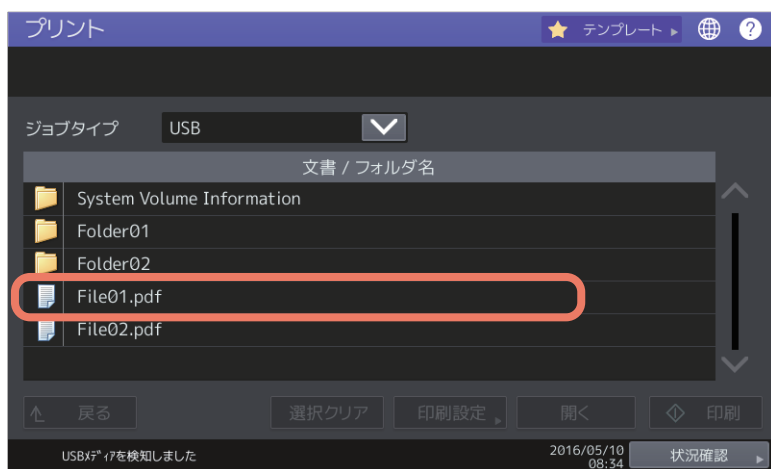 プリント
テンプレート
?
ジョブタイプ USB
文書 / フォルダ名
System Volume Information
Folder01
Folder02
File01.pdf
File02.pdf
戻る 選択クリア 印刷設定 開く 印刷
USBﾒﾃﾞｨｱを検知しました 2016/05/10 状況確認
08:34